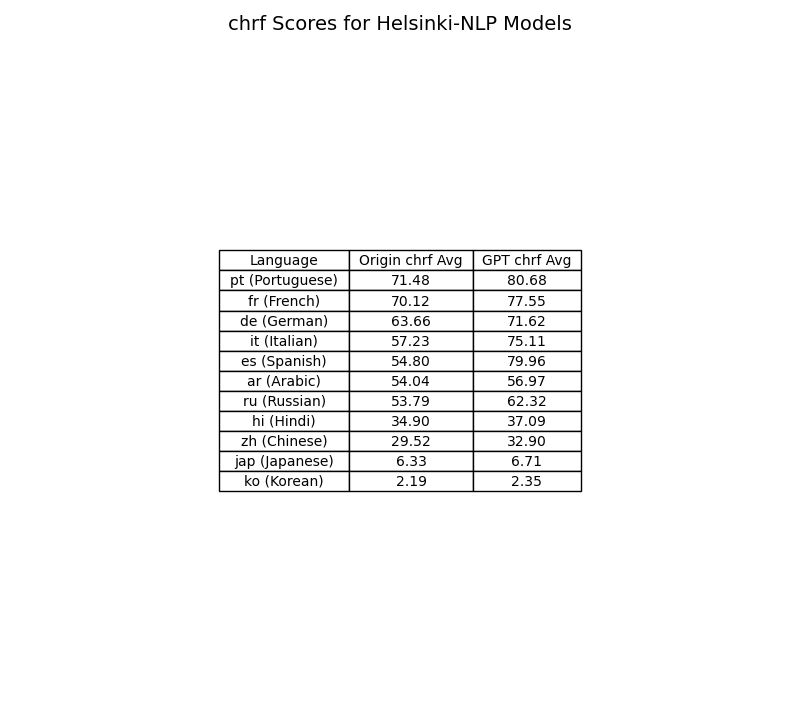 chrf Scores for Helsinki-NLP Models
Language Origin chrf Avg GPT chrf Avg
pt (Portuguese) 71.48 80.68
fr (French) 70.12 77.55
de (German) 63.66 71.62
it (Italian) 57.23 75.11
es (Spanish) 54.80 79.96
ar (Arabic) 54.04 56.97
ru (Russian) 53.79 62.32
hi (Hindi) 34.90 37.09
zh (Chinese) 29.52 32.90
jap (Japanese) 6.33 6.71
ko (Korean) 2.19 2.35